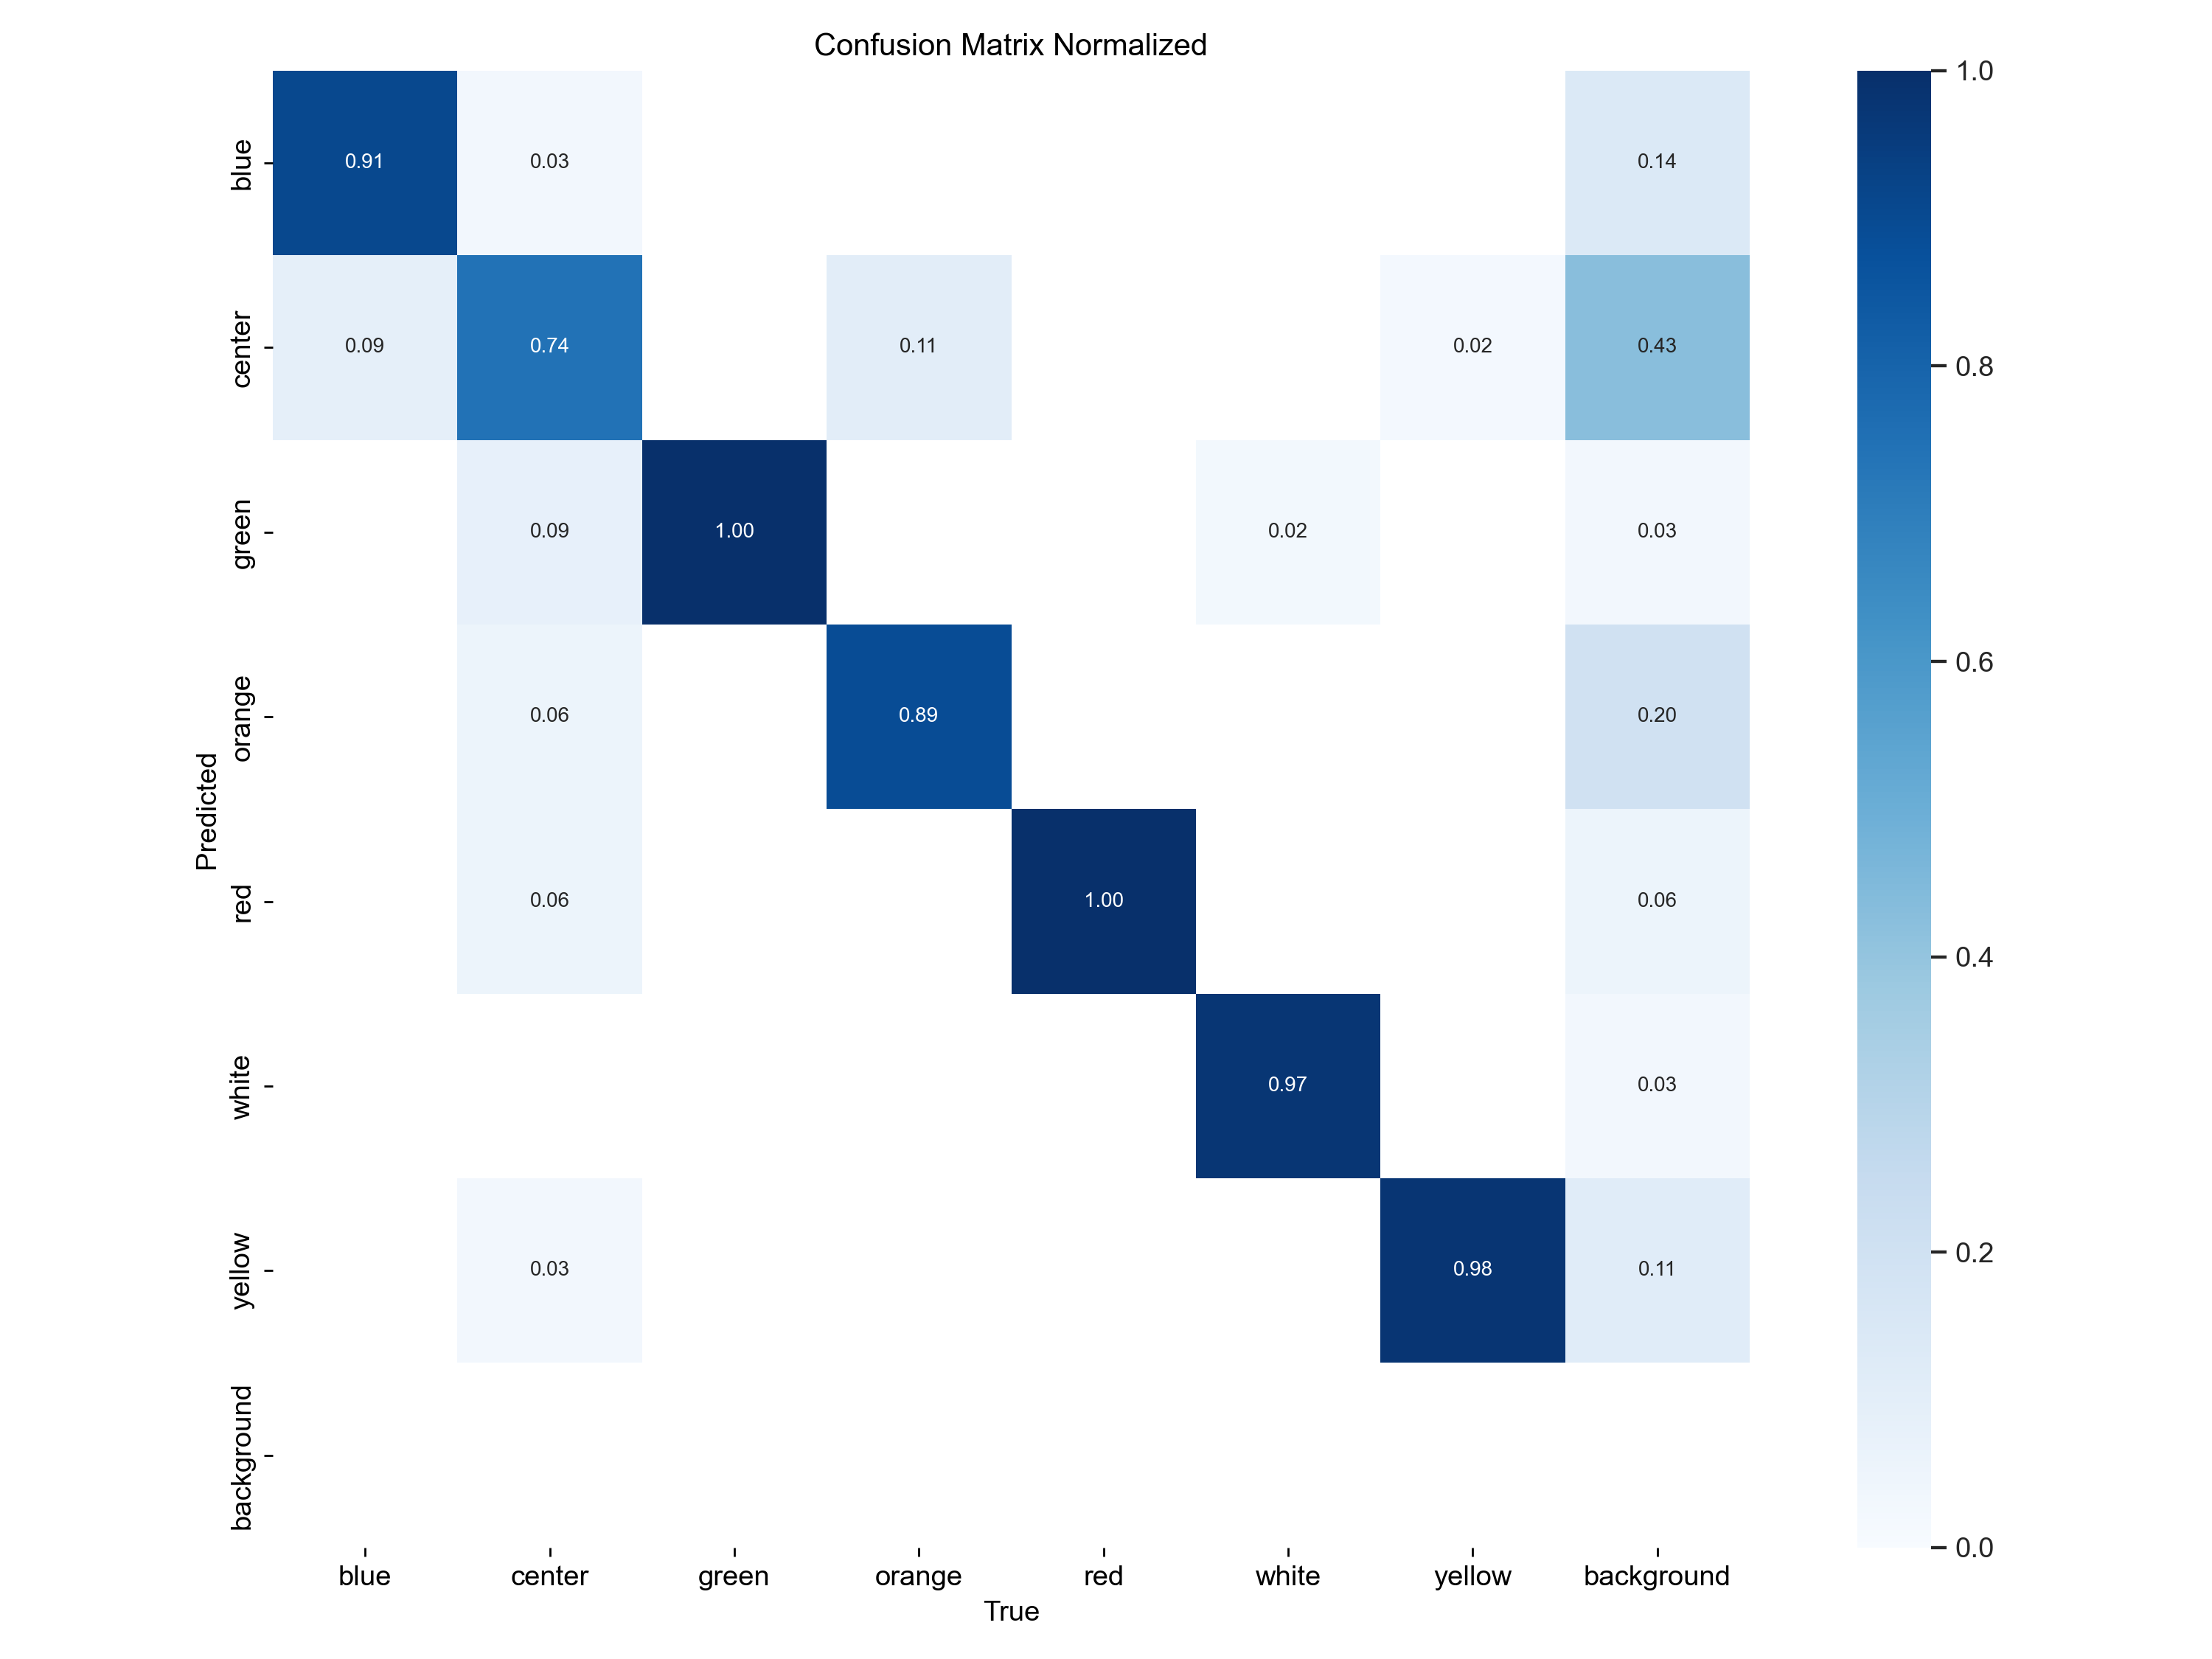 Confusion Matrix Normalized
blue 0.91 0.03 0.14
center 0.09 0.74 0.11 0.02 0.43
green 0.09 1.00 0.02 0.03
orange 0.06 0.89 0.20
red 0.06 1.00 0.06
white 0.97 0.03
yellow 0.03 0.98 0.11
background
Predicted
blue center green orange red white yellow background
True
1.0
0.8
0.6
0.4
0.2
0.0